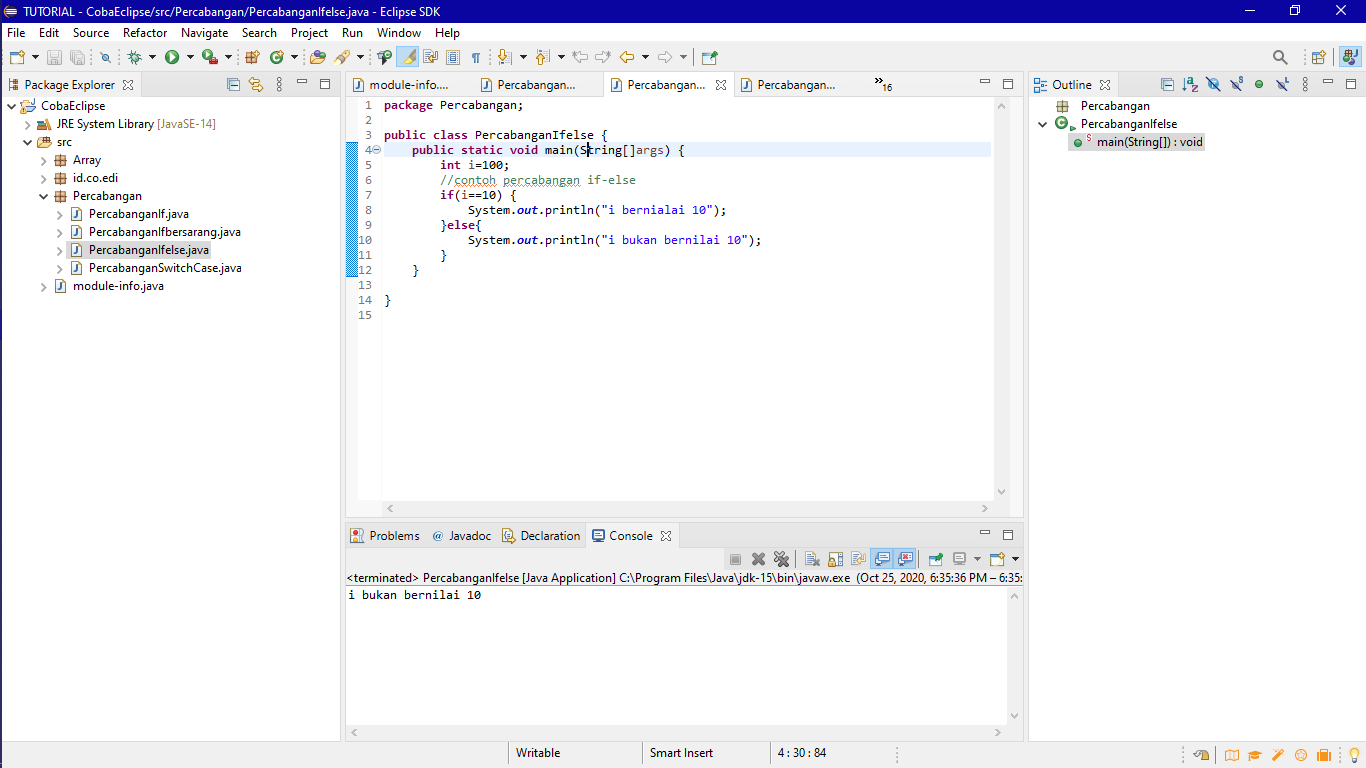 TUTORIAL - CobaEclipse/src/Percabangan/PercabanganIfelse.java - Eclipse SDK
File Edit Source Refactor Navigate Search Project Run Window Help
Package Explorer
CobaEclipse
JRE System Library [JavaSE-14]
src
Array
id.co.edi
Percabangan
PercabanganIf.java
PercabanganIfbersarang.java
PercabanganIfelse.java
PercabanganSwitchCase.java
module-info.java
module-info.... Percabangan... Percabangan... Percabangan... »16
1 package Percabangan;
2
3 public class PercabanganIfelse {
4 public static void main(String[]args) {
5 int i=100;
6 //contoh percabangan if-else
7 if(i==10) {
8 System.out.println("i bernialai 10");
9 }else{
10 System.out.println("i bukan bernilai 10");
11 }
12 }
13
14 }
15
Outline
Percabangan
PercabanganIfelse
main(String[]) : void
Problems @ Javadoc Declaration Console
<terminated> PercabanganIfelse [Java Application] C:\Program Files\Java\jdk-15\bin\javaw.exe (Oct 25, 2020, 6:35:36 PM – 6:35:
i bukan bernilai 10
Writable Smart Insert 4 : 30 : 84